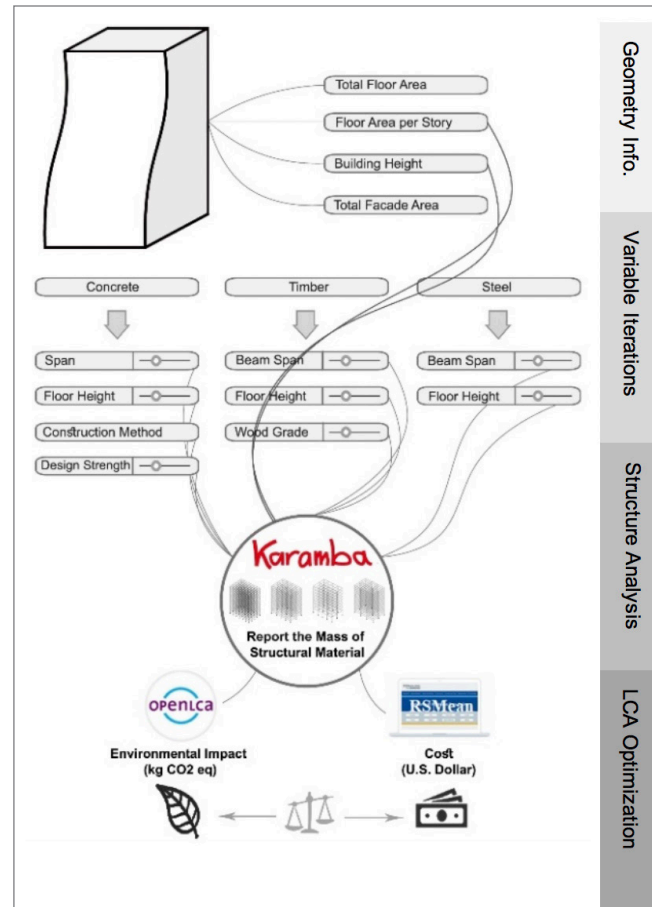 Total Floor Area
Floor Area per Story
Building Height
Total Facade Area
Geometry Info.
Concrete
Timber
Steel
Span
Beam Span
Beam Span
Floor Height
Floor Height
Floor Height
Construction Method
Wood Grade
Design Strength
Variable Iterations
Karamba
Report the Mass of
Structural Material
Structure Analysis
openLca
RSMean
Environmental Impact
(kg CO2 eq)
Cost
(U.S. Dollar)
LCA Optimization